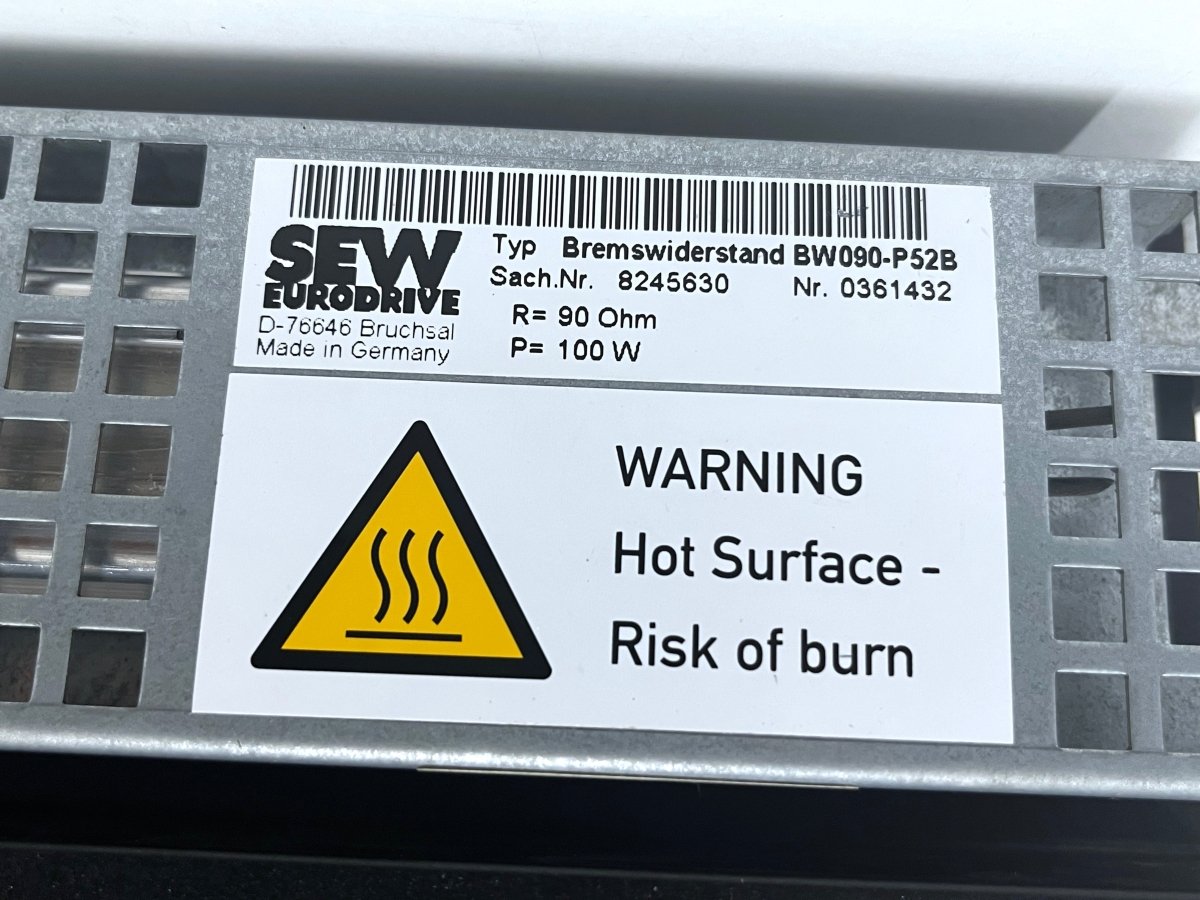 SEW
EURODRIVE
D-76646 Bruchsal
Made in Germany
Typ Bremswiderstand BW090-P52B
Sach.Nr. 8245630 Nr. 0361432
R= 90 Ohm
P= 100 W
WARNING
Hot Surface -
Risk of burn